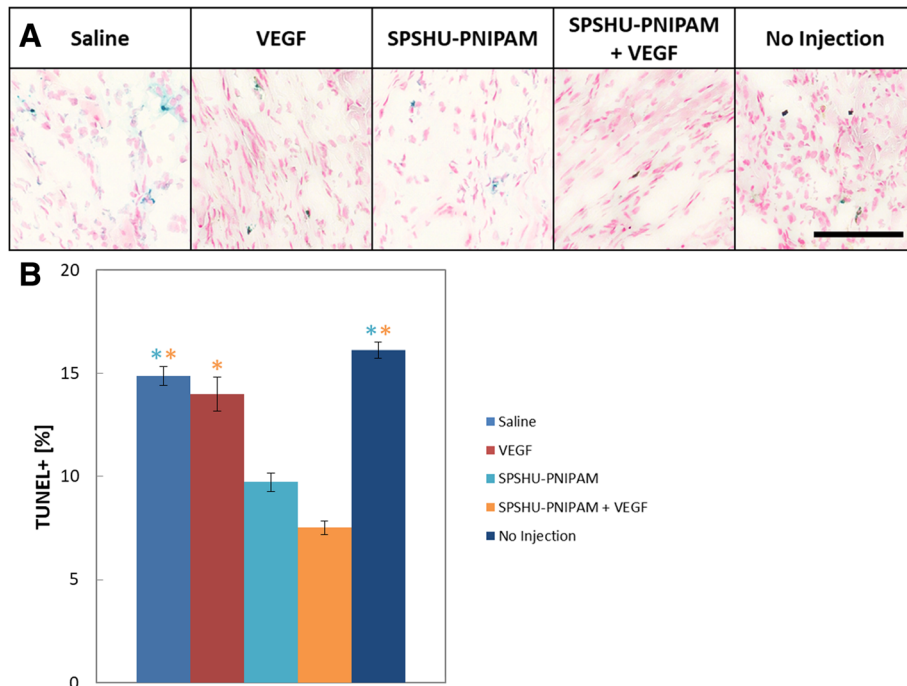 A
Saline
VEGF
SPSHU-PNIPAM
SPSHU-PNIPAM
+ VEGF
No Injection
B
20
15
10
5
0
TUNEL+ [%]
* *
*
* *
Saline
VEGF
SPSHU-PNIPAM
SPSHU-PNIPAM + VEGF
No Injection